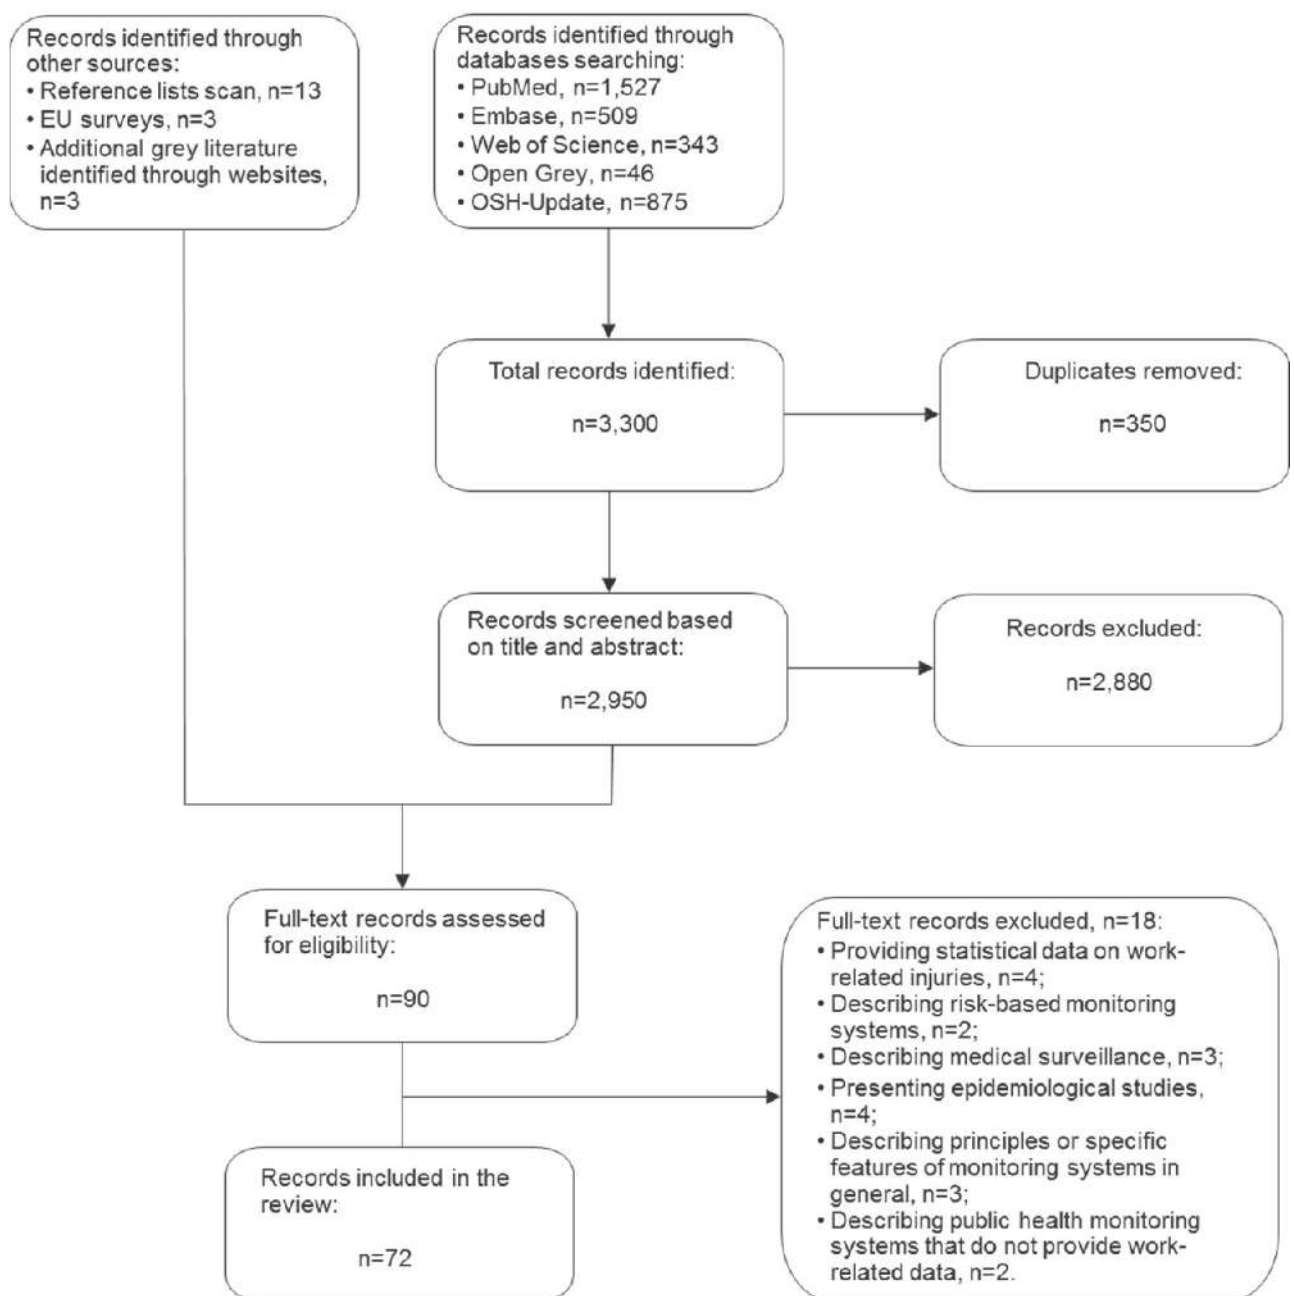 Records identified through
other sources:
• Reference lists scan, n=13
• EU surveys, n=3
• Additional grey literature
identified through websites,
n=3
Records identified through
databases searching:
• PubMed, n=1,527
• Embase, n=509
• Web of Science, n=343
• Open Grey, n=46
• OSH-Update, n=875
Total records identified:
n=3,300
Duplicates removed:
n=350
Records screened based
on title and abstract:
n=2,950
Records excluded:
n=2,880
Full-text records assessed
for eligibility:
n=90
Full-text records excluded, n=18:
• Providing statistical data on work-
related injuries, n=4;
• Describing risk-based monitoring
systems, n=2;
• Describing medical surveillance, n=3;
• Presenting epidemiological studies,
n=4;
• Describing principles or specific
features of monitoring systems in
general, n=3;
• Describing public health monitoring
systems that do not provide work-
related data, n=2.
Records included in the
review:
n=72